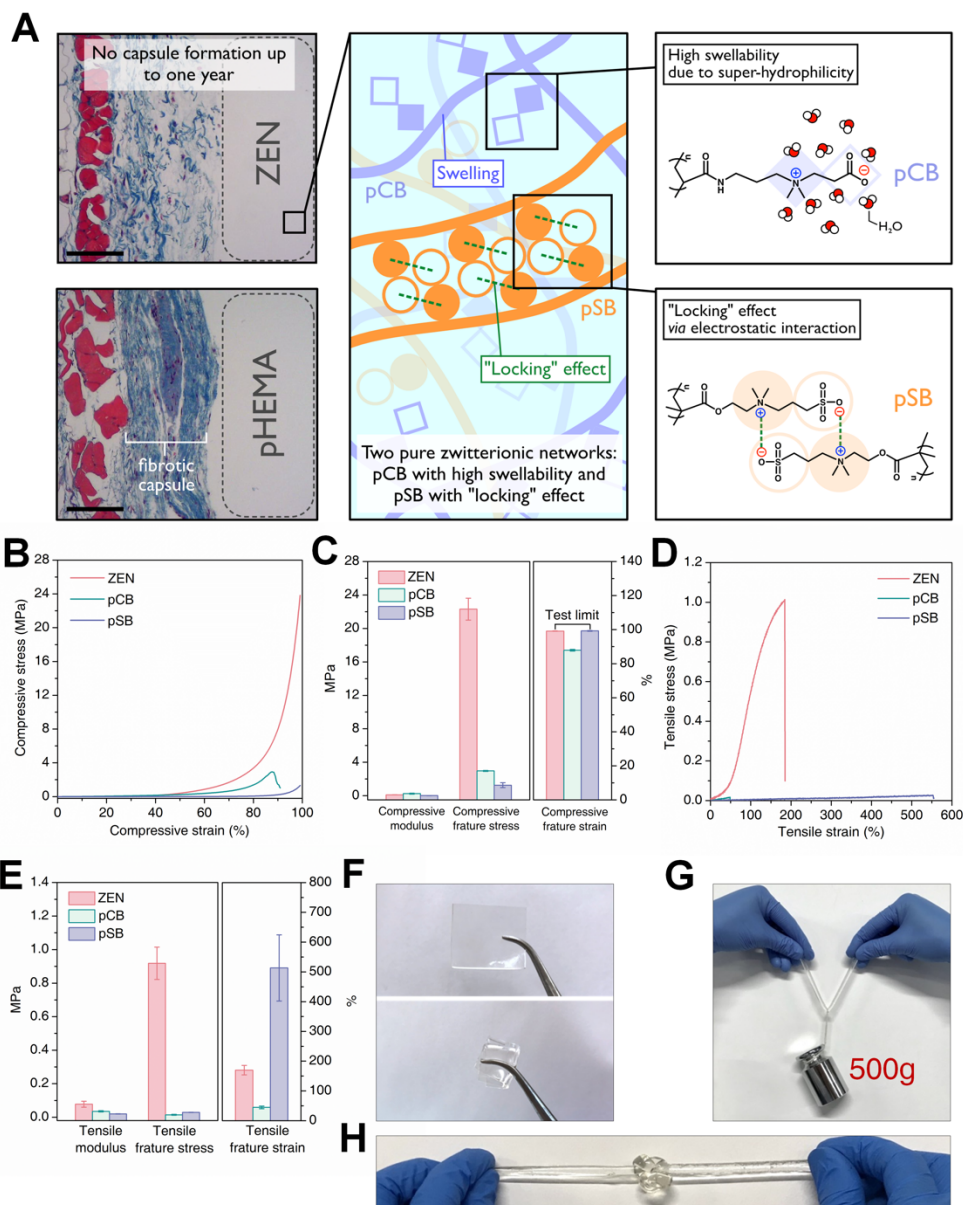 A
No capsule formation up
to one year
ZEN
pHEMA
fibrotic
capsule
pCB
Swelling
pSB
"Locking" effect
Two pure zwitterionic networks:
pCB with high swellability and
pSB with "locking" effect
High swellability
due to super-hydrophilicity
n
O
N
H
N
+
O
−
O
pCB
H₂O
"Locking" effect
via electrostatic interaction
n
O
O
N
+
O
S
O
O
−
pSB
−
O
O
S
O
N
+
O
O
n
B
Compressive stress (MPa)
28
24
20
16
12
8
4
0
ZEN
pCB
pSB
0
20
40
60
80
100
Compressive strain (%)
C
MPa
28
24
20
16
12
8
4
0
ZEN
pCB
pSB
Test limit
140
120
100
80
60
40
20
0
%
Compressive
modulus
Compressive
frature stress
Compressive
frature strain
D
Tensile stress (MPa)
1.2
1.0
0.8
0.6
0.4
0.2
0.0
ZEN
pCB
pSB
0
100
200
300
400
500
600
Tensile strain (%)
E
MPa
1.4
1.2
1.0
0.8
0.6
0.4
0.2
0.0
ZEN
pCB
pSB
800
700
600
500
400
300
200
100
0
%
Tensile
modulus
Tensile
frature stress
Tensile
frature strain
F
G
500g
H